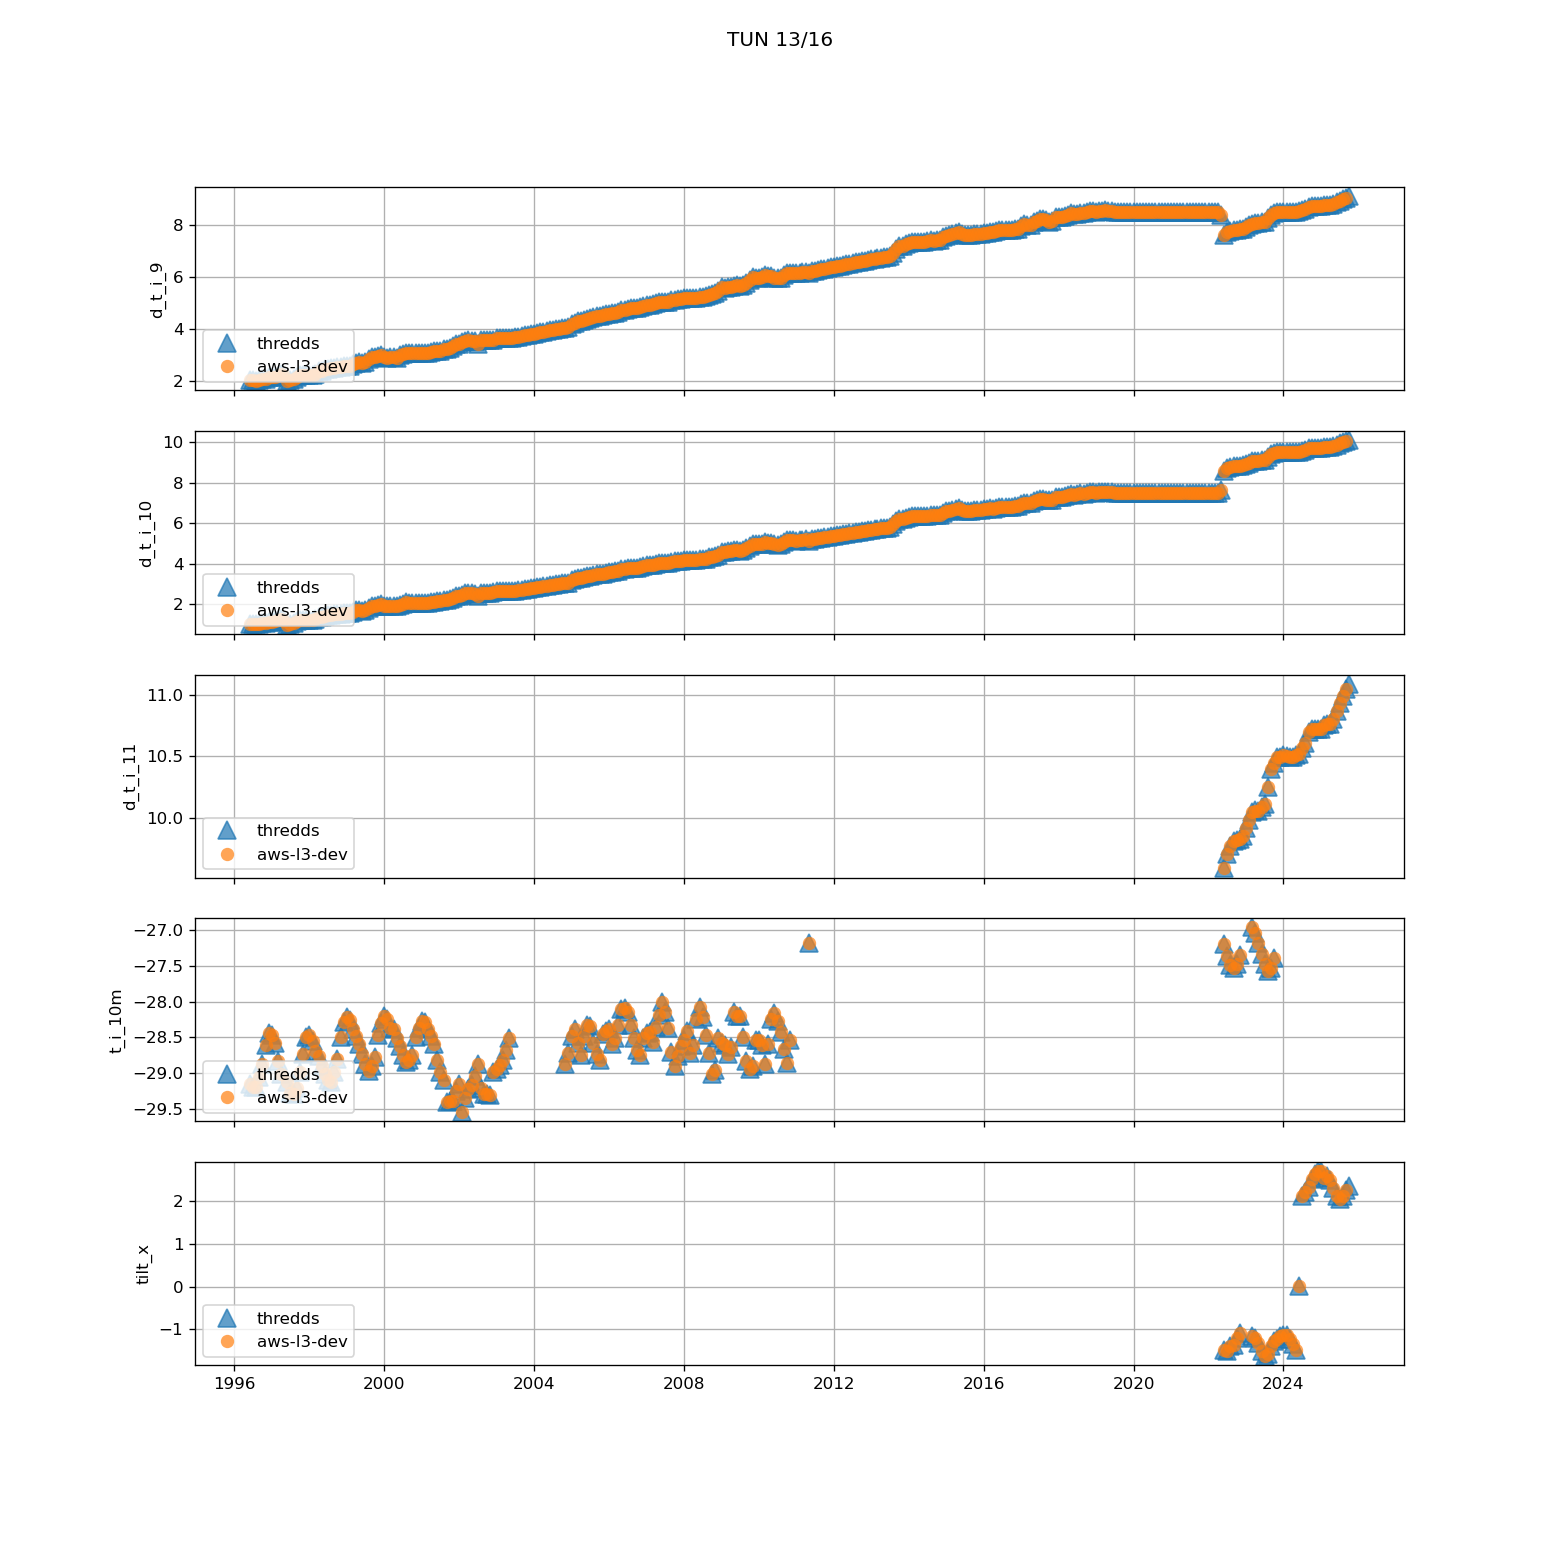 TUN 13/16
8
6
4
2
d_t_i_9
thredds
aws-l3-dev
10
8
6
4
2
d_t_i_10
thredds
aws-l3-dev
11.0
10.5
10.0
d_t_i_11
thredds
aws-l3-dev
−27.0
−27.5
−28.0
−28.5
−29.0
−29.5
t_i_10m
thredds
aws-l3-dev
2
1
0
−1
tilt_x
thredds
aws-l3-dev
1996 2000 2004 2008 2012 2016 2020 2024